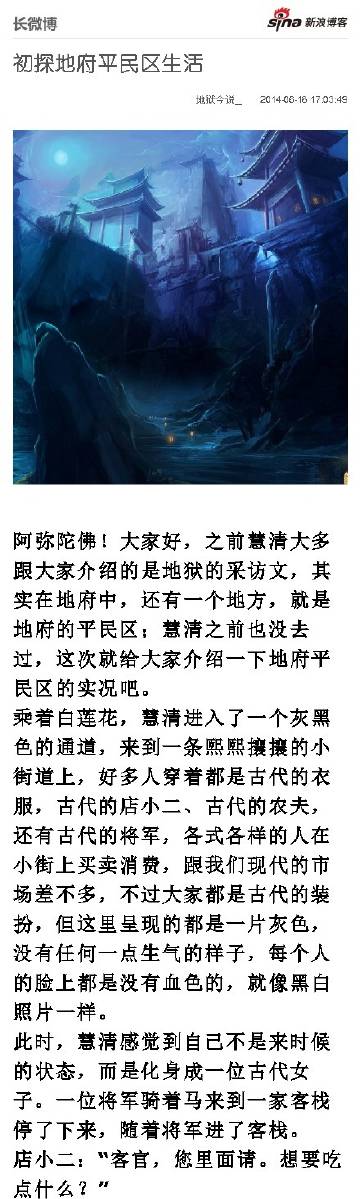 长微博
sina 新浪博客
初探地府平民区生活
地狱今说_ 2014-06-16 17:03:49
阿弥陀佛！大家好，之前慧清大多
跟大家介绍的是地狱的采访文，其
实在地府中，还有一个地方，就是
地府的平民区；慧清之前也没去
过，这次就给大家介绍一下地府平
民区的实况吧。
乘着白莲花，慧清进入了一个灰黑
色的通道，来到一条熙熙攘攘的小
街道上，好多人穿着都是古代的衣
服，古代的店小二、古代的农夫，
还有古代的将军，各式各样的人在
小街上买卖消费，跟我们现代的市
场差不多，不过大家都是古代的装
扮，但这里呈现的都是一片灰色，
没有任何一点生气的样子，每个人
的脸上都是没有血色的，就像黑白
照片一样。
此时，慧清感觉到自己不是来时候
的状态，而是化身成一位古代女
子。一位将军骑着马来到一家客栈
停了下来，随着将军进了客栈。
店小二：“客官，您里面请。想要吃
点什么？”